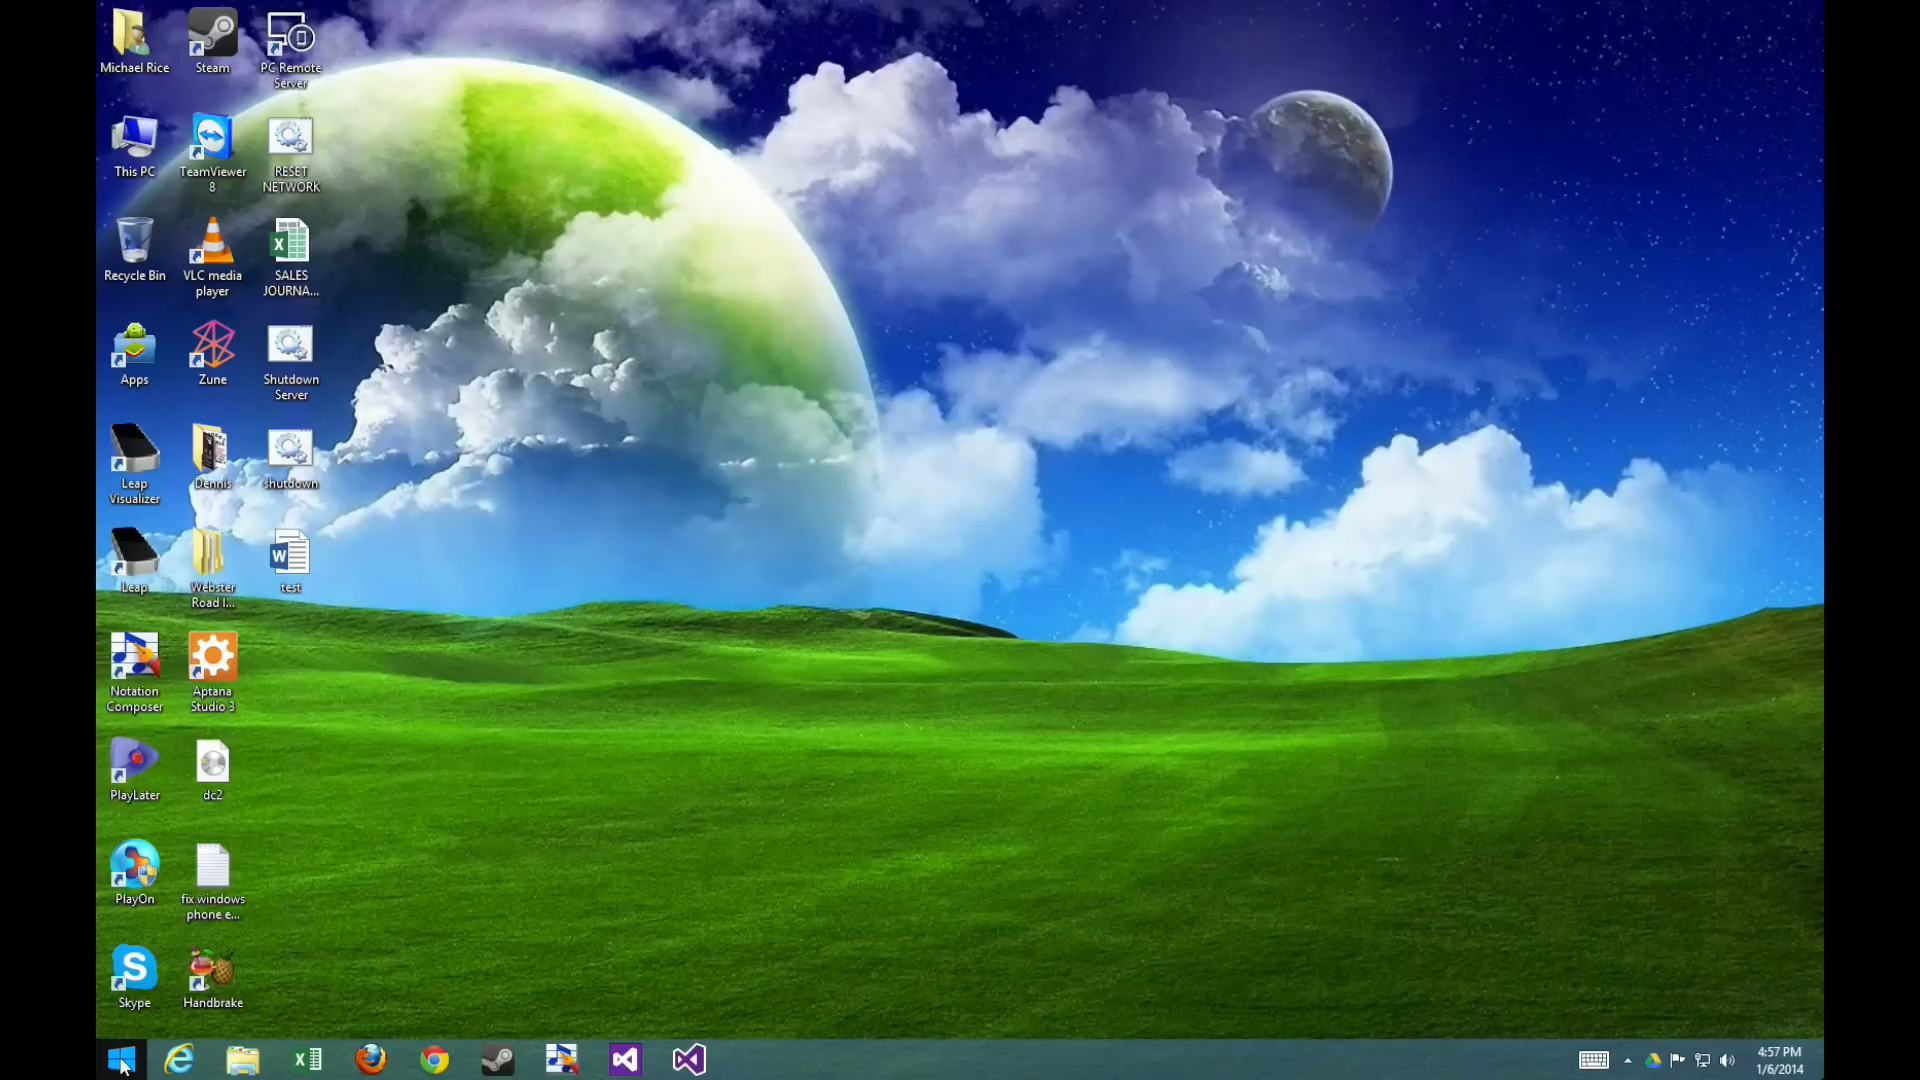 Michael Rice
Steam
PC Remote
Server
This PC
TeamViewer
8
RESET
NETWORK
Recycle Bin
VLC media
player
SALES
JOURNA...
Apps
Zune
Shutdown
Server
Leap
Visualizer
Dennis
shutdown
Leap
Webster
Road I...
test
Notation
Composer
Aptana
Studio 3
PlayLater
dc2
PlayOn
fix windows
phone e...
Skype
Handbrake
4:57 PM
1/6/2014